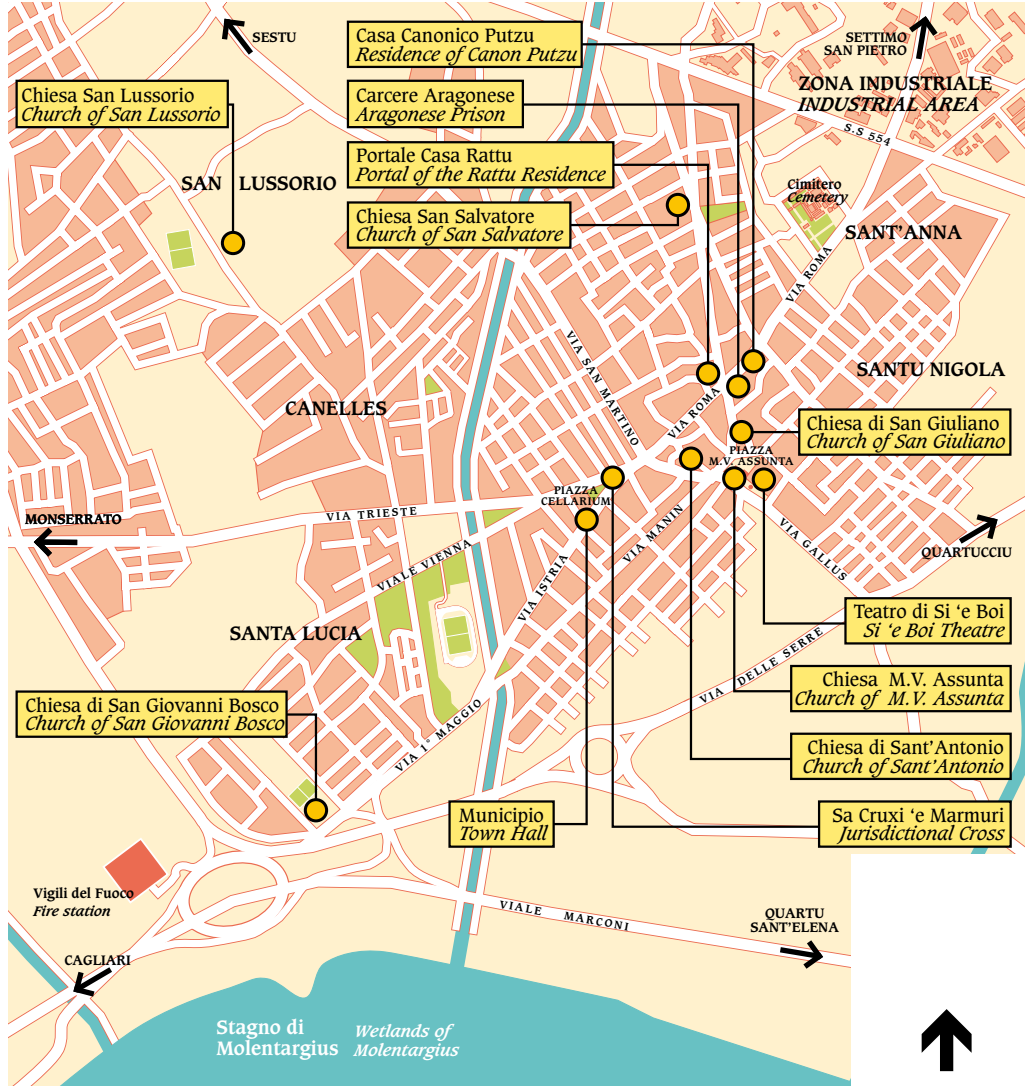 SESTU
Casa Canonico Putzu
Residence of Canon Putzu
SETTIMO
SAN PIETRO
ZONA INDUSTRIALE
INDUSTRIAL AREA
Chiesa San Lussorio
Church of San Lussorio
Carcere Aragonese
Aragonese Prison
S.S 554
Portale Casa Rattu
Portal of the Rattu Residence
SAN LUSSORIO
Cimitero
Cemetery
Chiesa San Salvatore
Church of San Salvatore
SANT'ANNA
VIA ROMA
VIA SAN MARTINO
SANTU NIGOLA
CANELLES
VIA ROMA
Chiesa di San Giuliano
Church of San Giuliano
PIAZZA
M.V. ASSUNTA
PIAZZA
CELLARIUM
MONSERRATO
VIA TRIESTE
VIA MANIN
VIA GALLUS
QUARTUCCIU
VIALE VIENNA
VIA ISTRIA
Teatro di Si ‘e Boi
Si ‘e Boi Theatre
SANTA LUCIA
VIA DELLE SERRE
Chiesa M.V. Assunta
Church of M.V. Assunta
Chiesa di San Giovanni Bosco
Church of San Giovanni Bosco
VIA 1° MAGGIO
Chiesa di Sant'Antonio
Church of Sant'Antonio
Municipio
Town Hall
Sa Cruxi ‘e Marmuri
Jurisdictional Cross
Vigili del Fuoco
Fire station
VIALE MARCONI
QUARTU
SANT'ELENA
CAGLIARI
Stagno di
Molentargius
Wetlands of
Molentargius